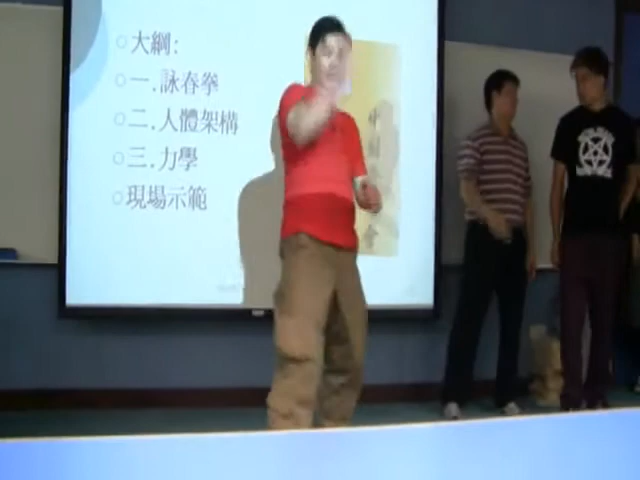 大綱:
一.詠春拳
二.人體架構
三.力學
現場示範